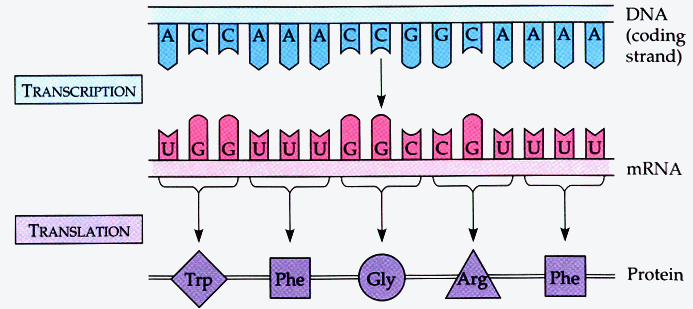 A C C A A A C C G G C A A A A
DNA
(coding
strand)
TRANSCRIPTION
U G G U U U G G C C G U U U U
mRNA
TRANSLATION
Trp Phe Gly Arg Phe
Protein